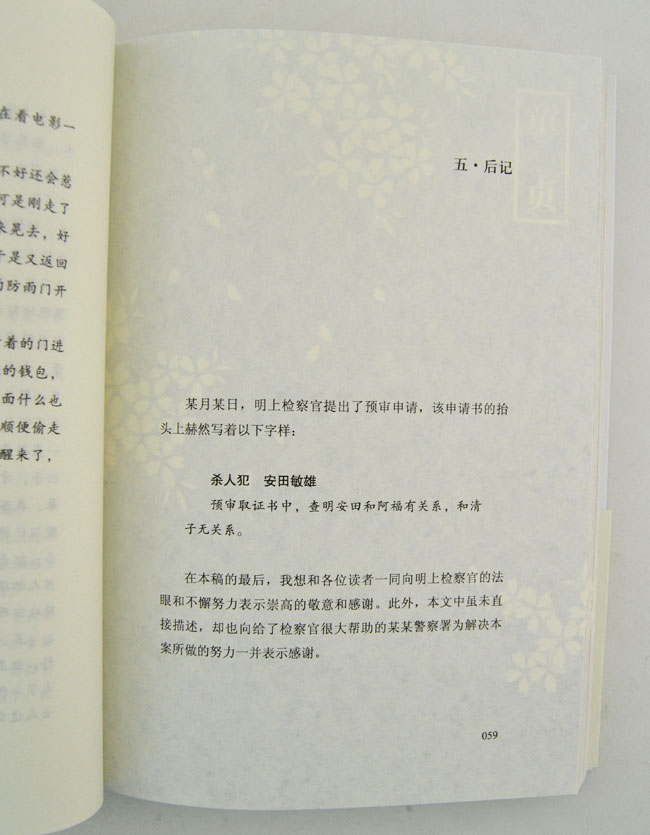 在看电影一
不好还会惹
可是刚走了
来晃去，好
于是又返回
的防雨门开
着的门进
的钱包，
面什么也
顺便偷走
醒来了，
五·后记
某月某日，明上检察官提出了预审申请，该申请书的抬
头上赫然写着以下字样：
杀人犯 安田敏雄
预审取证书中，查明安田和阿福有关系，和清
子无关系。
在本稿的最后，我想和各位读者一同向明上检察官的法
眼和不懈努力表示崇高的敬意和感谢。此外，本文中虽未直
接描述，却也向给了检察官很大帮助的某某警察署为解决本
案所做的努力一并表示感谢。
059